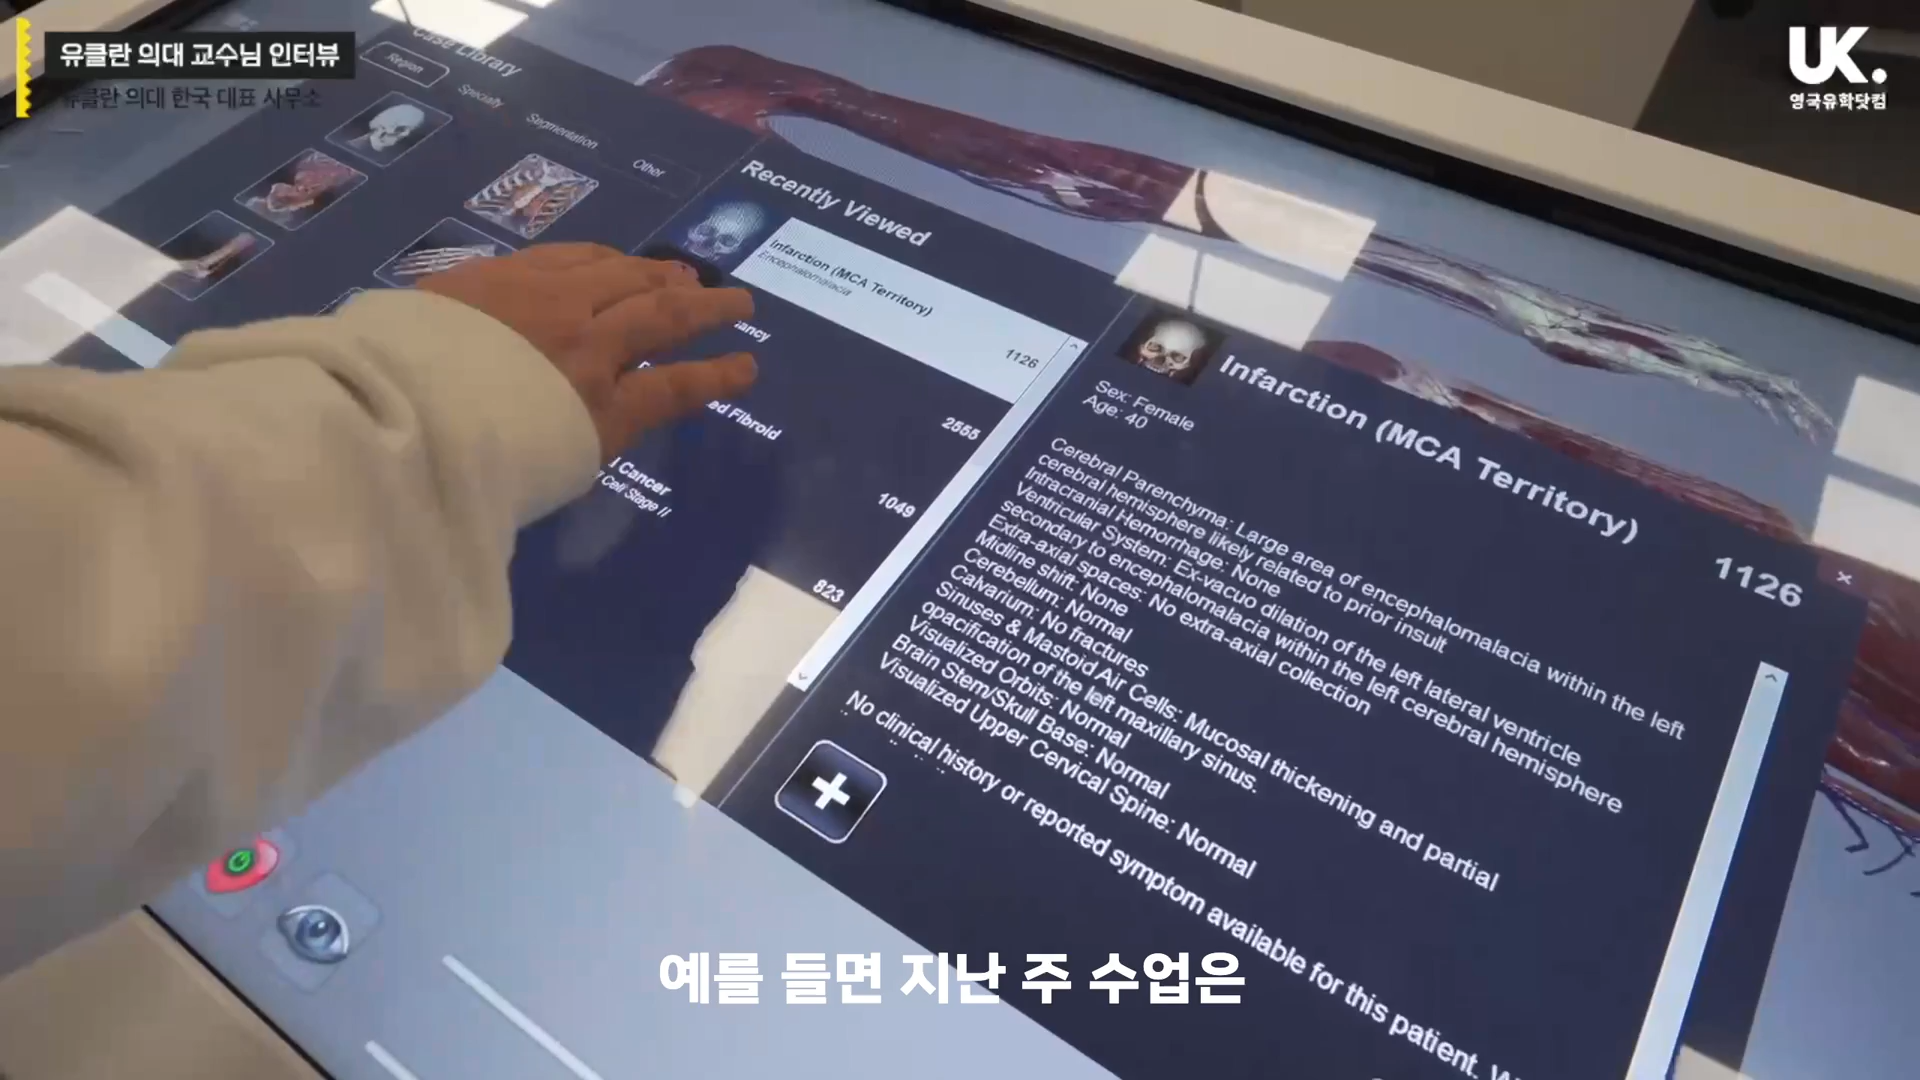 유클란 의대 교수님 인터뷰
유클란 의대 한국 대표 사무소
UK.
영국유학닷컴
Case Library
Region
Specialty
Segmentation
Other
Recently Viewed
Infarction (MCA Territory)
Encephalomalacia
1126
2555
ed Fibroid
1049
l Cancer
Cell Stage II
823
Infarction (MCA Territory)
1126
Sex: Female
Age: 40
Cerebral Parenchyma: Large area of encephalomalacia within the left
cerebral hemisphere likely related to prior insult
Intracranial Hemorrhage: None
Ventricular System: Ex-vacuo dilation of the left lateral ventricle
secondary to encephalomalacia within the left cerebral hemisphere
Extra-axial spaces: No extra-axial collection
Midline shift: None
Cerebellum: Normal
Calvarium: No fractures
Sinuses & Mastoid Air Cells: Mucosal thickening and partial
opacification of the left maxillary sinus.
Visualized Orbits: Normal
Brain Stem/Skull Base: Normal
Visualized Upper Cervical Spine: Normal
No clinical history or reported symptom available for this patient.
예를 들면 지난 주 수업은